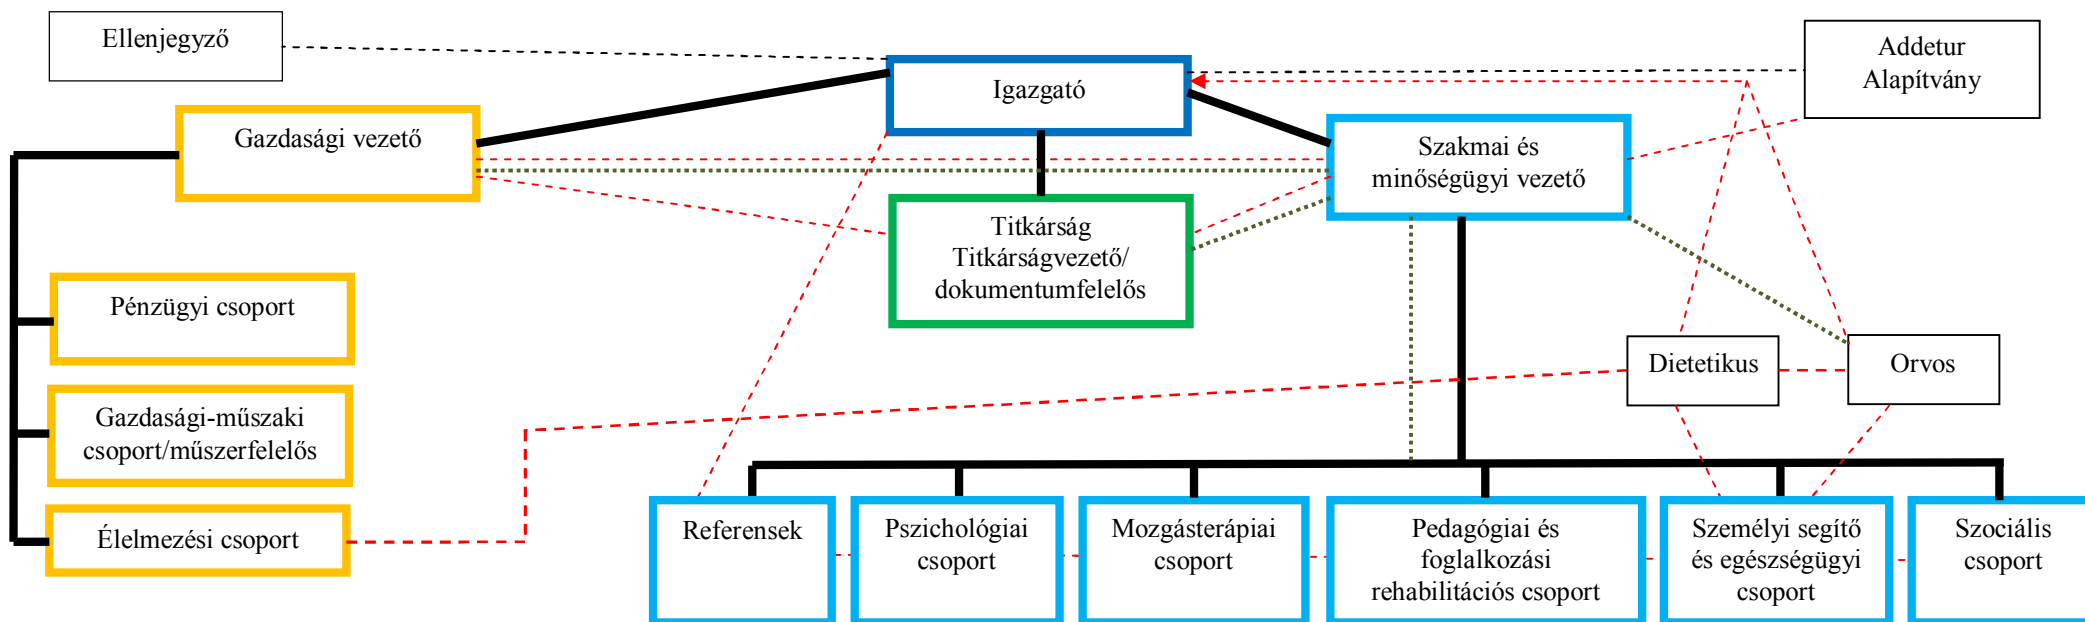 Ellenjegyző
Igazgató
Addetur
Alapítvány
Gazdasági vezető
Szakmai és
minőségügyi vezető
Titkárság
Titkárságvezető/
dokumentumfelelős
Pénzügyi csoport
Dietetikus
Orvos
Gazdasági-műszaki
csoport/műszerfelelős
Élelmezési csoport
Referensek
Pszichológiai
csoport
Mozgásterápiai
csoport
Pedagógiai és
foglalkozási
rehabilitációs csoport
Személyi segítő
és egészségügyi
csoport
Szociális
csoport